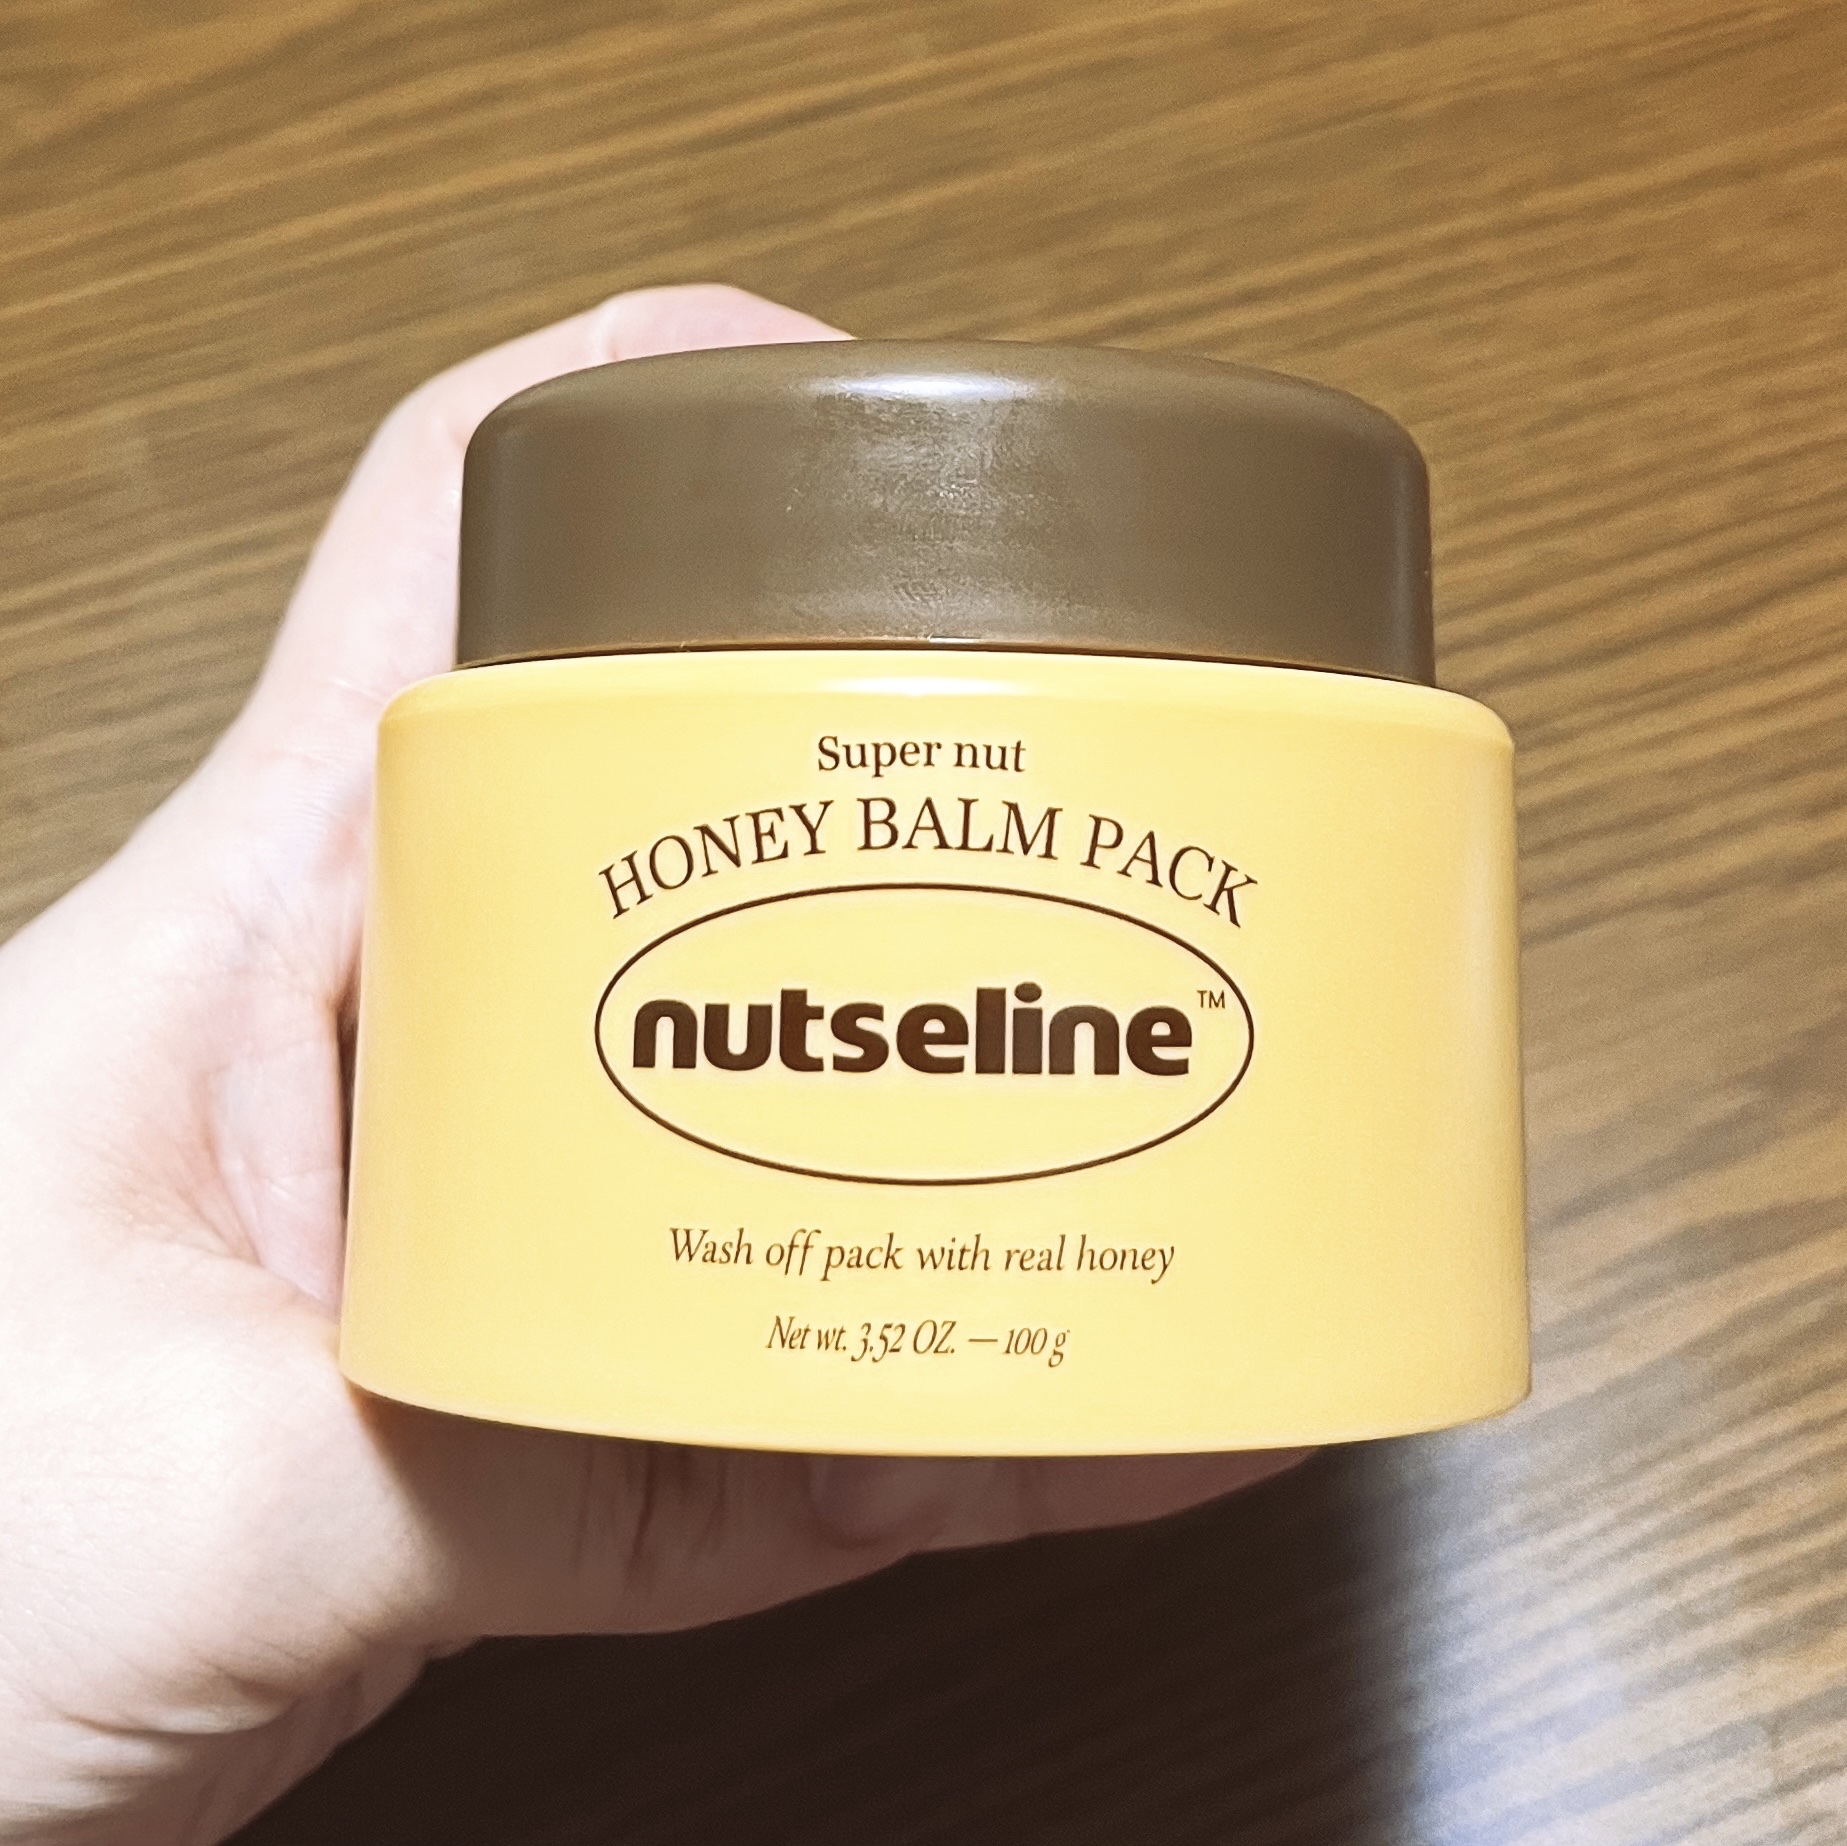 Super nut
HONEY BALM PACK
nutseline™
Wash off pack with real honey
Net wt. 3.52 OZ. — 100 g